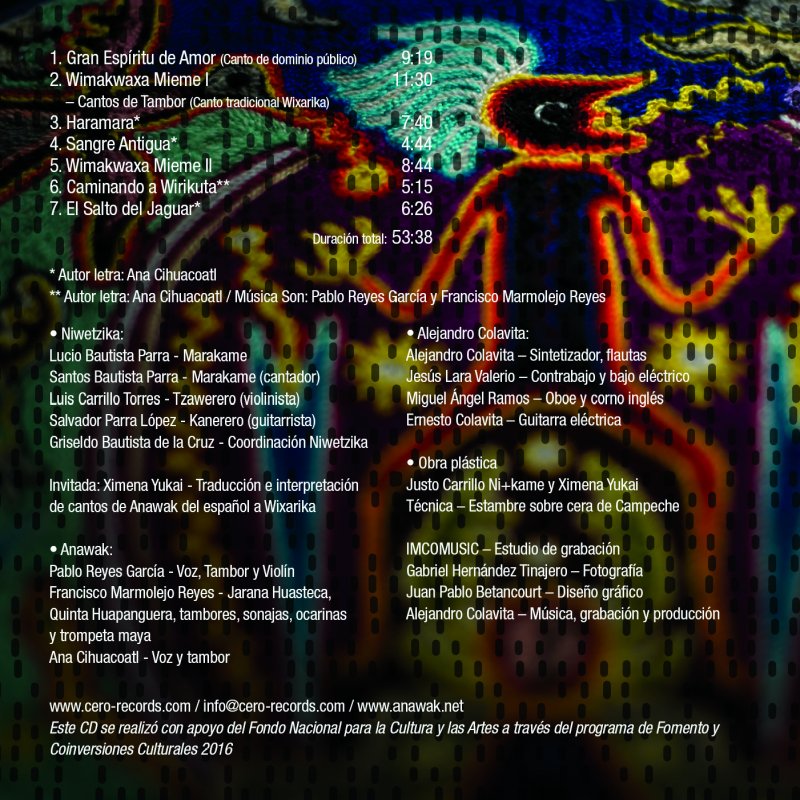 1. Gran Espíritu de Amor (Canto de dominio público) 9:19
2. Wimakwaxa Mieme I 11:30
– Cantos de Tambor (Canto tradicional Wixarika)
3. Haramara* 7:40
4. Sangre Antigua* 4:44
5. Wimakwaxa Mieme II 8:44
6. Caminando a Wirikuta** 5:15
7. El Salto del Jaguar* 6:26
Duración total: 53:38
* Autor letra: Ana Cihuacoatl
** Autor letra: Ana Cihuacoatl / Música Son: Pablo Reyes García y Francisco Marmolejo Reyes
• Niwetzika:
Lucio Bautista Parra - Marakame
Santos Bautista Parra - Marakame (cantador)
Luis Carrillo Torres - Tzawerero (violinista)
Salvador Parra López - Kanerero (guitarrista)
Griseldo Bautista de la Cruz - Coordinación Niwetzika
Invitada: Ximena Yukai - Traducción e interpretación
de cantos de Anawak del español a Wixarika
• Anawak:
Pablo Reyes García - Voz, Tambor y Violín
Francisco Marmolejo Reyes - Jarana Huasteca,
Quinta Huapanguera, tambores, sonajas, ocarinas
y trompeta maya
Ana Cihuacoatl - Voz y tambor
• Alejandro Colavita:
Alejandro Colavita – Sintetizador, flautas
Jesús Lara Valerio – Contrabajo y bajo eléctrico
Miguel Ángel Ramos – Oboe y corno inglés
Ernesto Colavita – Guitarra eléctrica
• Obra plástica
Justo Carrillo Ni+kame y Ximena Yukai
Técnica – Estambre sobre cera de Campeche
IMCOMUSIC – Estudio de grabación
Gabriel Hernández Tinajero – Fotografía
Juan Pablo Betancourt – Diseño gráfico
Alejandro Colavita – Música, grabación y producción
www.cero-records.com / info@cero-records.com / www.anawak.net
Este CD se realizó con apoyo del Fondo Nacional para la Cultura y las Artes a través del programa de Fomento y
Coinversiones Culturales 2016